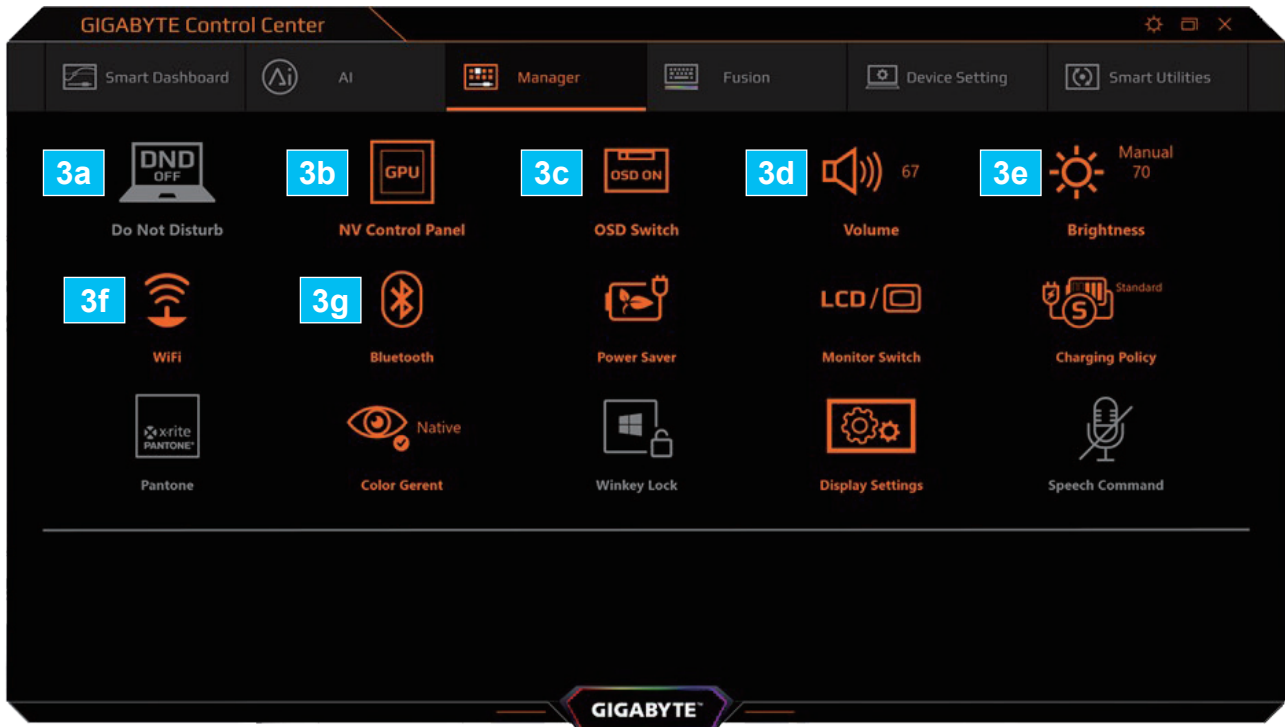 GIGABYTE Control Center
Smart Dashboard
Ai
AI
Manager
Fusion
Device Setting
Smart Utilities
3a
DND
OFF
Do Not Disturb
3b
GPU
NV Control Panel
3c
OSD ON
OSD Switch
3d
67
Volume
3e
Manual
70
Brightness
3f
WiFi
3g
Bluetooth
Power Saver
LCD /
Monitor Switch
S
Standard
Charging Policy
x·rite
PANTONE®
Pantone
Native
Color Gerent
Winkey Lock
Display Settings
Speech Command
GIGABYTE™